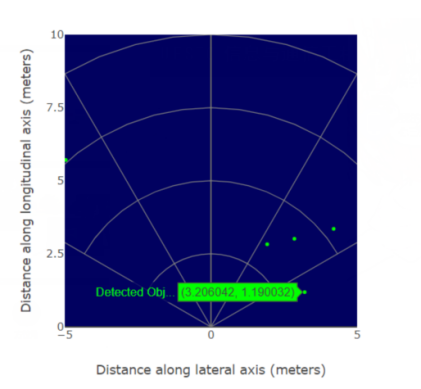 10
7.5
5
2.5
0
Distance along longitudinal axis (meters)
Detected Obj... (3.206042, 1.190032)
−5
0
5
Distance along lateral axis (meters)